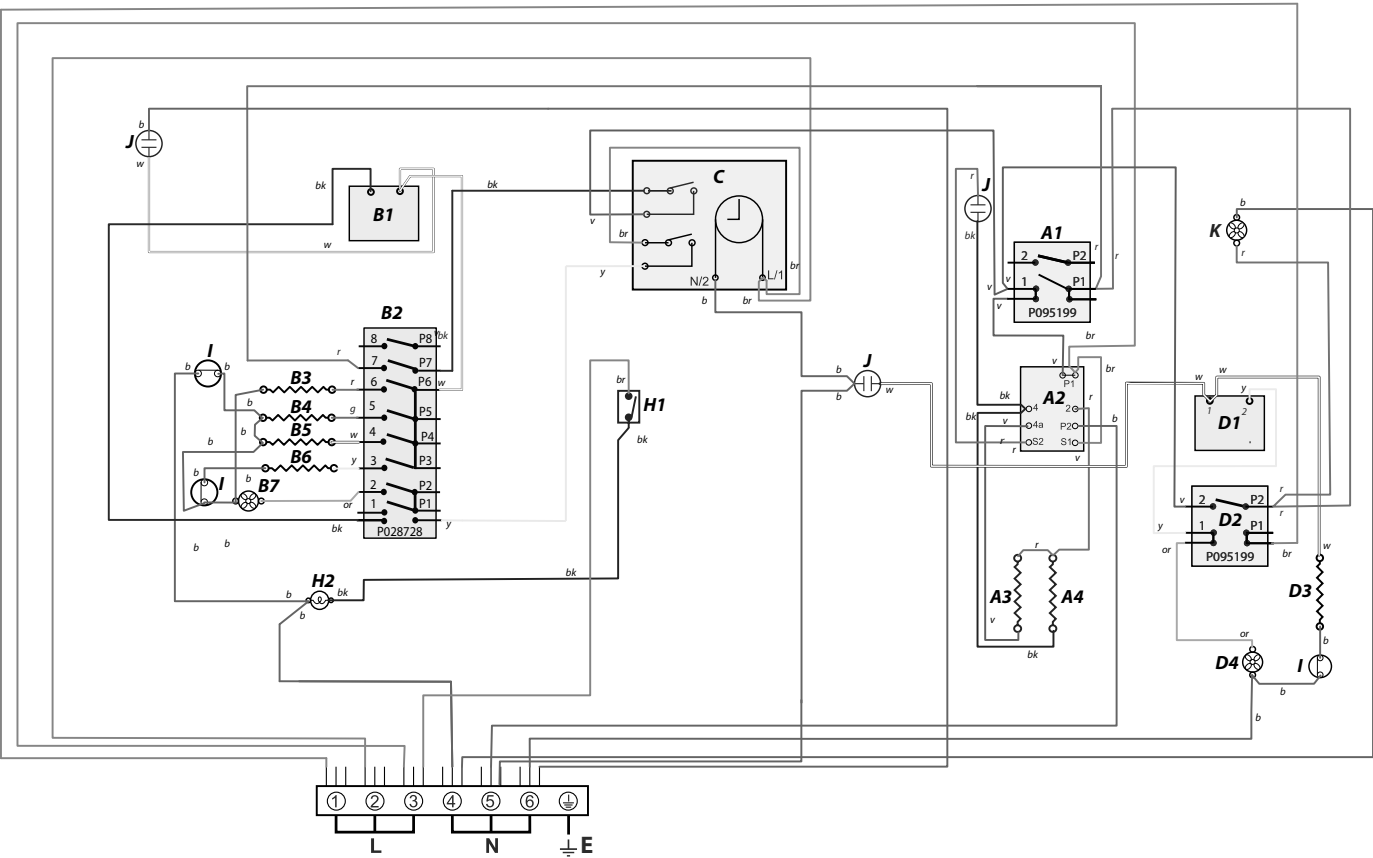 b
J
w
bk
B1
w
bk
C
v
br
y
N/2
L/1
br
b
br
r
J
bk
A1
r
r
2
P2
v
v
1
P1
v
P095199
br
b
K
r
B2
8
P8
bk
r
7
P7
I
b
b
B3
r
6
P6
w
b
B4
g
5
P5
b
b
B5
w
4
P4
B6
y
3
P3
b
b
I
B7
2
P2
or
1
P1
bk
y
P028728
b
b
br
H1
bk
J
b
b
w
v
P1
br
A2
bk
4
2
r
bk
v
4a
P2
b
r
r
S2
S1
v
w
w
y
1
2
D1
r
v
2
P2
r
D2
y
1
P1
or
br
P095199
w
H2
b
bk
b
bk
r
A3
A4
v
bk
D3
or
b
D4
I
b
b
1
2
3
4
5
6
L
N
E